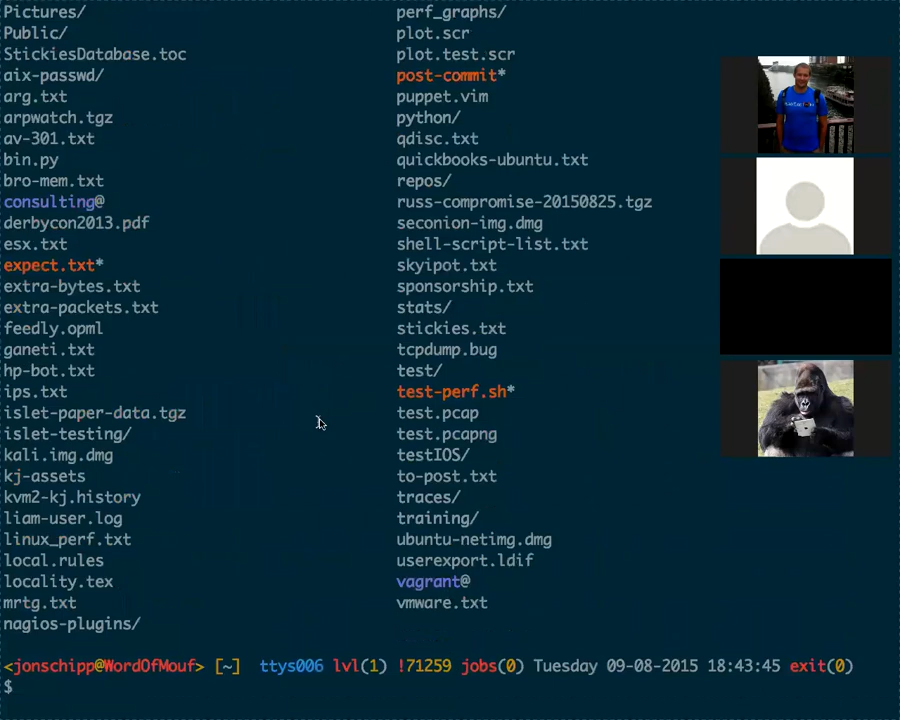 Pictures/
Public/
StickiesDatabase.toc
aix-passwd/
arg.txt
arpwatch.tgz
av-301.txt
bin.py
bro-mem.txt
consulting@
derbycon2013.pdf
esx.txt
expect.txt*
extra-bytes.txt
extra-packets.txt
feedly.opml
ganeti.txt
hp-bot.txt
ips.txt
islet-paper-data.tgz
islet-testing/
kali.img.dmg
kj-assets
kvm2-kj.history
liam-user.log
linux_perf.txt
local.rules
locality.tex
mrtg.txt
nagios-plugins/
perf_graphs/
plot.scr
plot.test.scr
post-commit*
puppet.vim
python/
qdisc.txt
quickbooks-ubuntu.txt
repos/
russ-compromise-20150825.tgz
seconion-img.dmg
shell-script-list.txt
skyipot.txt
sponsorship.txt
stats/
stickies.txt
tcpdump.bug
test/
test-perf.sh*
test.pcap
test.pcapng
testIOS/
to-post.txt
traces/
training/
ubuntu-netimg.dmg
userexport.ldif
vagrant@
vmware.txt
<jonschipp@WordOfMouf> [~] ttys006 lvl(1) !71259 jobs(0) Tuesday 09-08-2015 18:43:45 exit(0)
$